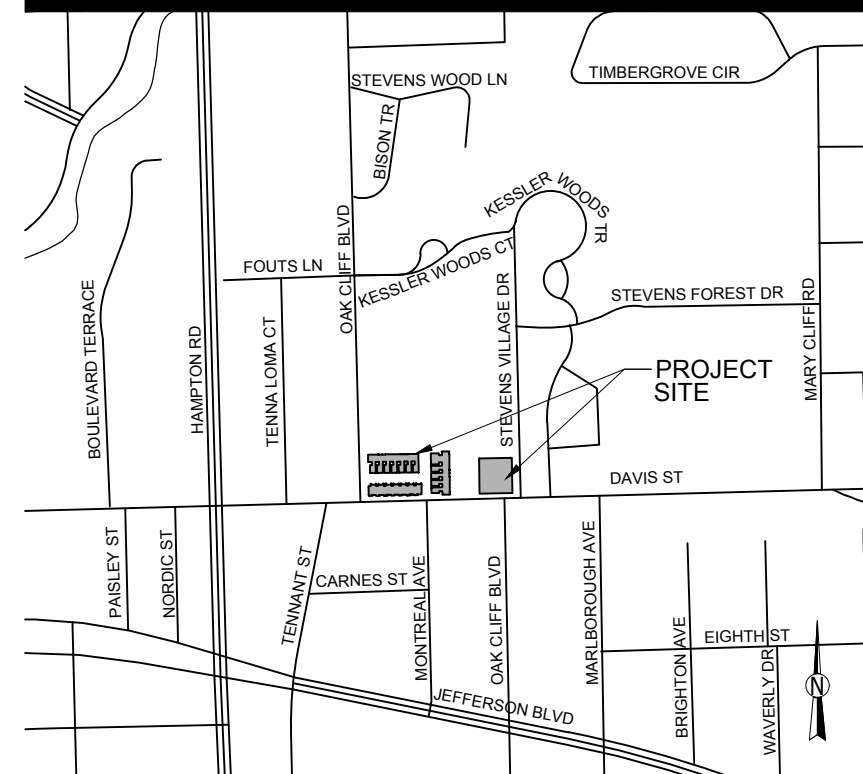 STEVENS WOOD LN
TIMBERGROVE CIR
BISON TR
KESSLER WOODS
TR
FOUTS LN
OAK CLIFF BLVD
KESSLER WOODS CT
STEVENS VILLAGE DR
STEVENS FOREST DR
MARY CLIFF RD
BOULEVARD TERRACE
HAMPTON RD
TENNA LOMA CT
PROJECT
SITE
DAVIS ST
PAISLEY ST
NORDIC ST
TENNANT ST
CARNES ST
MONTREAL AVE
OAK CLIFF BLVD
MARLBOROUGH AVE
BRIGHTON AVE
EIGHTH ST
WAVERLY DR
JEFFERSON BLVD
N